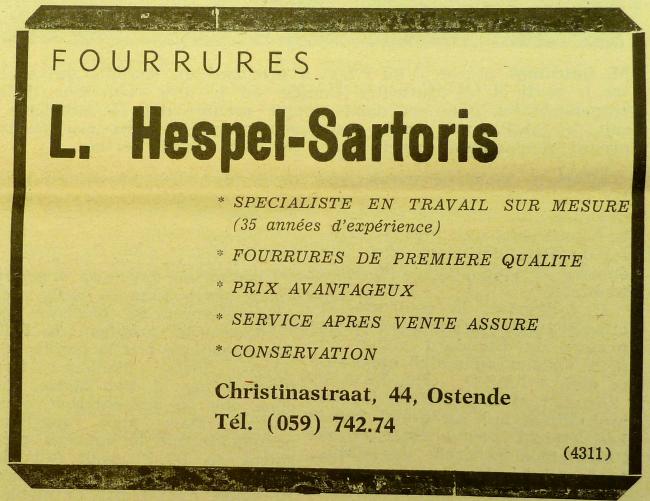 FOURRURES
L. Hespel-Sartoris
* SPECIALISTE EN TRAVAIL SUR MESURE
(35 années d'expérience)
* FOURRURES DE PREMIERE QUALITE
* PRIX AVANTAGEUX
* SERVICE APRES VENTE ASSURE
* CONSERVATION
Christinastraat, 44, Ostende
Tél. (059) 742.74
(4311)